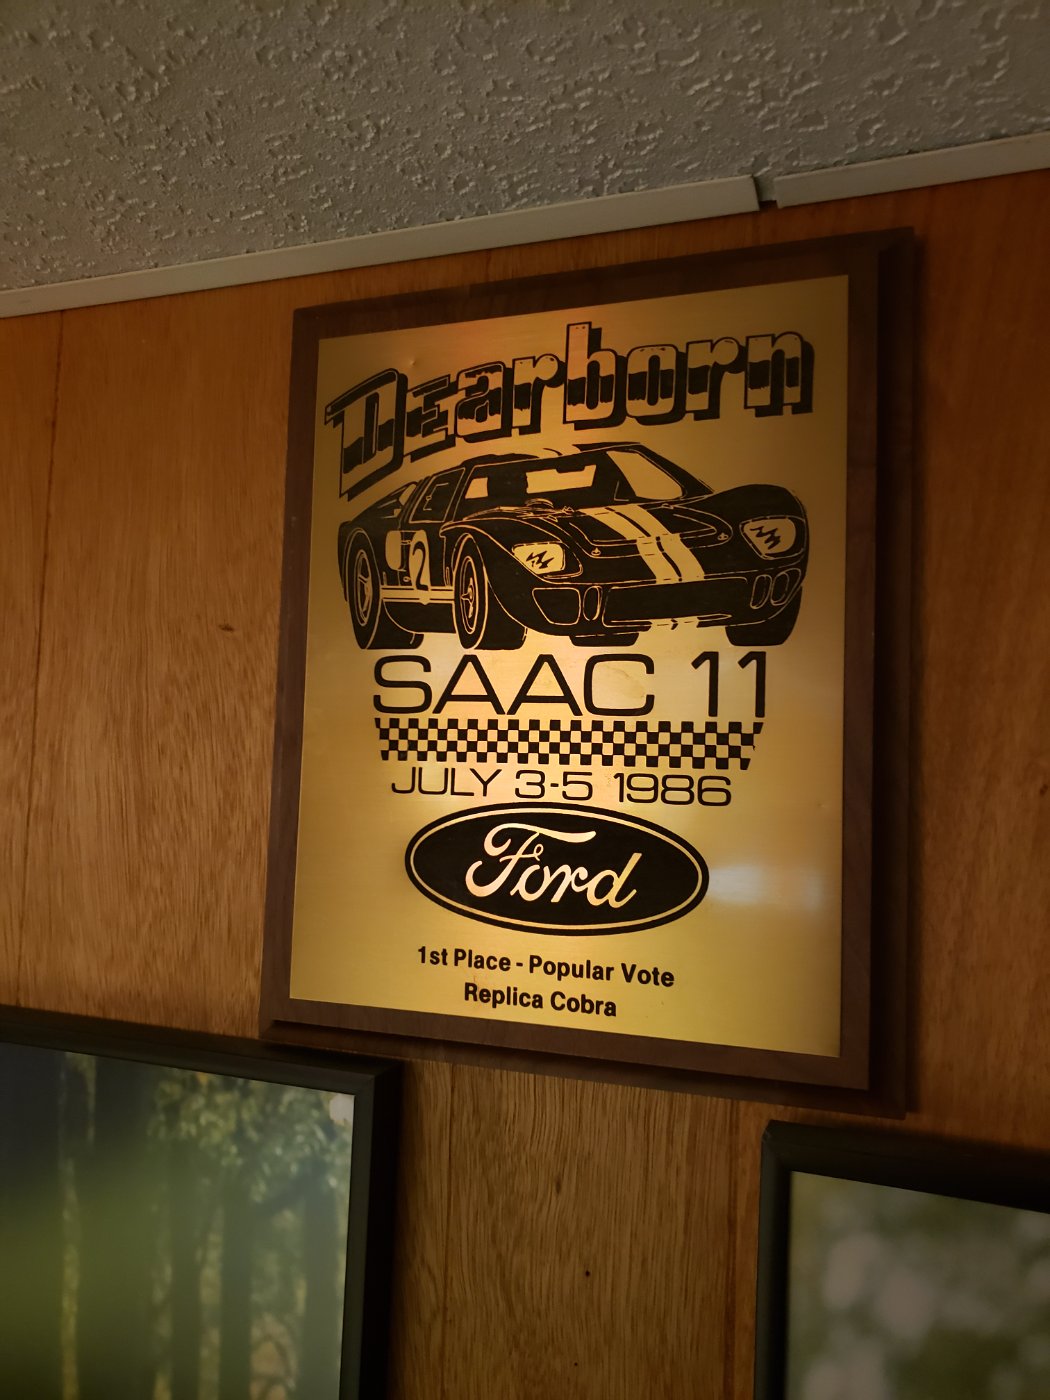 Dearborn
2
SAAC 11
JULY 3-5 1986
Ford
1st Place - Popular Vote
Replica Cobra